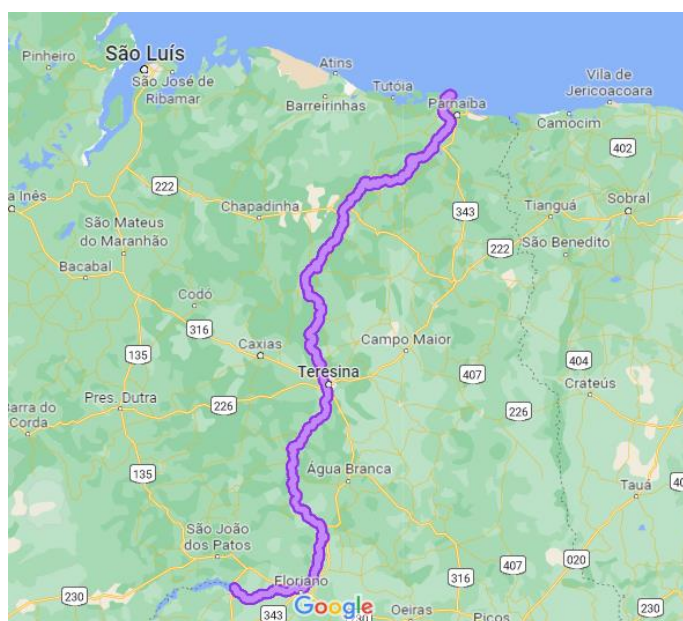 Pinheiro
São Luís
São José de
Ribamar
Atins
Barreirinhas
Tutóia
Parnaíba
Vila de
Jericoacoara
Camocim
402
222
Chapadinha
343
Tianguá
Sobral
a Inês
São Mateus
do Maranhão
222
São Benedito
Bacabal
Codó
316
Caxias
Campo Maior
404
135
Teresina
407
Crateús
Pres. Dutra
226
226
Barra do
Corda
135
Água Branca
Tauá
40
São João
dos Patos
407
020
316
230
Floriano
343
Google
Oeiras
Picos
230